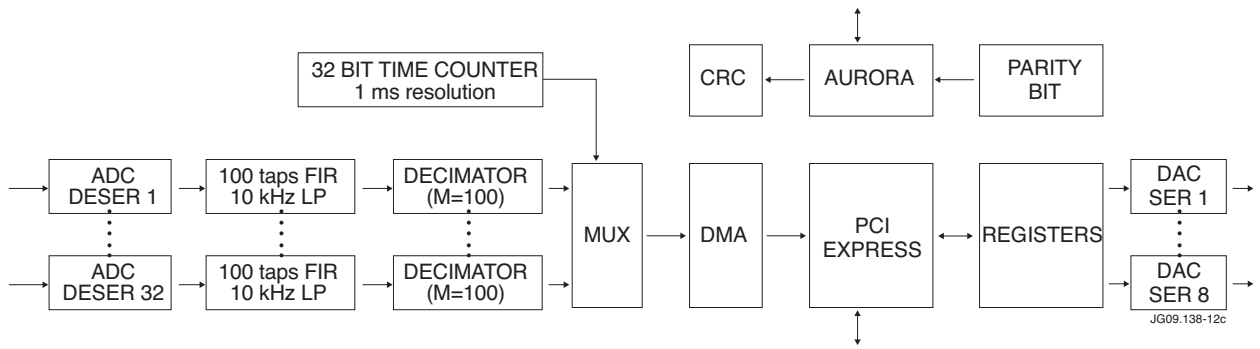 32 BIT TIME COUNTER
1 ms resolution
CRC
AURORA
PARITY
BIT
ADC
DESER 1
100 taps FIR
10 kHz LP
DECIMATOR
(M=100)
MUX
DMA
PCI
EXPRESS
REGISTERS
DAC
SER 1
ADC
DESER 32
100 taps FIR
10 kHz LP
DECIMATOR
(M=100)
DAC
SER 8
JG09.138-12c